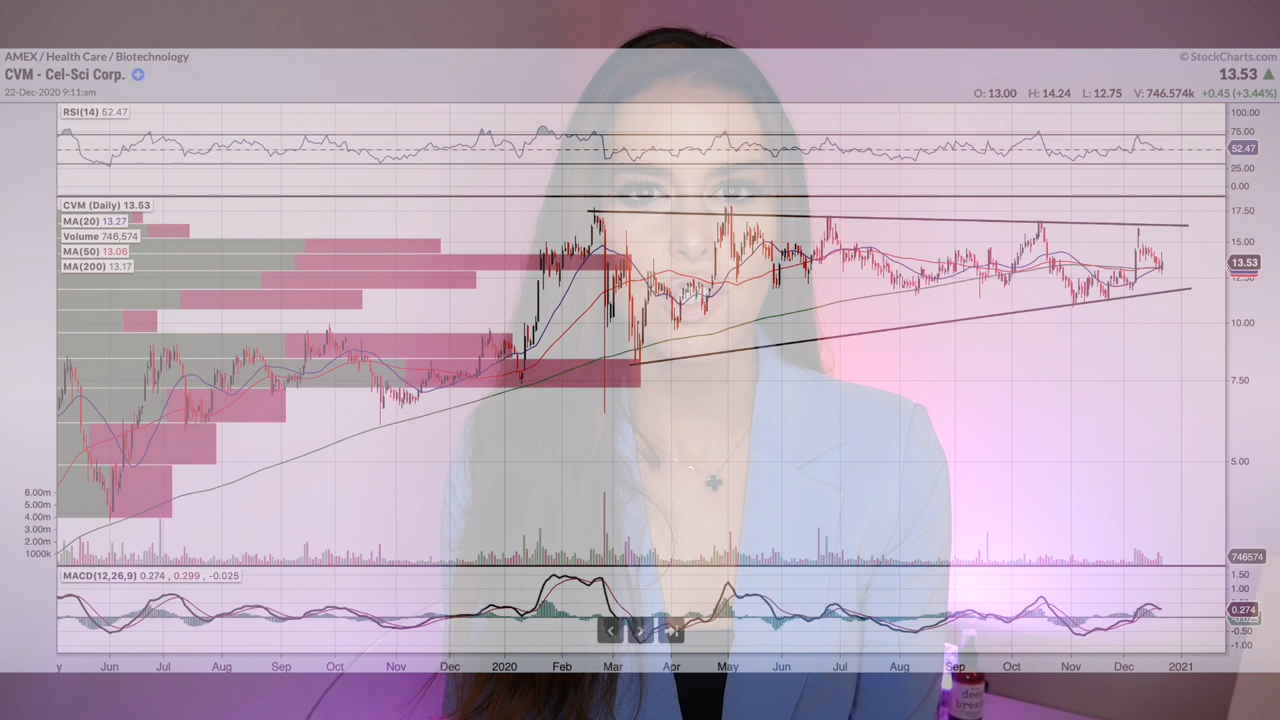 AMEX / Health Care / Biotechnology
© StockCharts.com
CVM - Cel-Sci Corp.
13.53
22-Dec-2020 9:11am
O: 13.00 H: 14.24 L: 12.75 V: 746.574k +0.45 (+3.44%)
RSI(14) 52.47
100.00
75.00
52.47
25.00
0.00
CVM (Daily) 13.53
MA(20) 13.27
Volume 746,574
MA(50) 13.06
MA(200) 13.17
17.50
15.00
13.53
12.50
10.00
7.50
5.00
6.00m
5.00m
4.00m
3.00m
2.00m
1000k
746574
MACD(12,26,9) 0.274 , 0.299 , -0.025
1.50
1.00
0.274
-0.50
-1.00
y Jun Jul Aug Sep Oct Nov Dec 2020 Feb Mar Apr May Jun Jul Aug Sep Oct Nov Dec 2021
deep